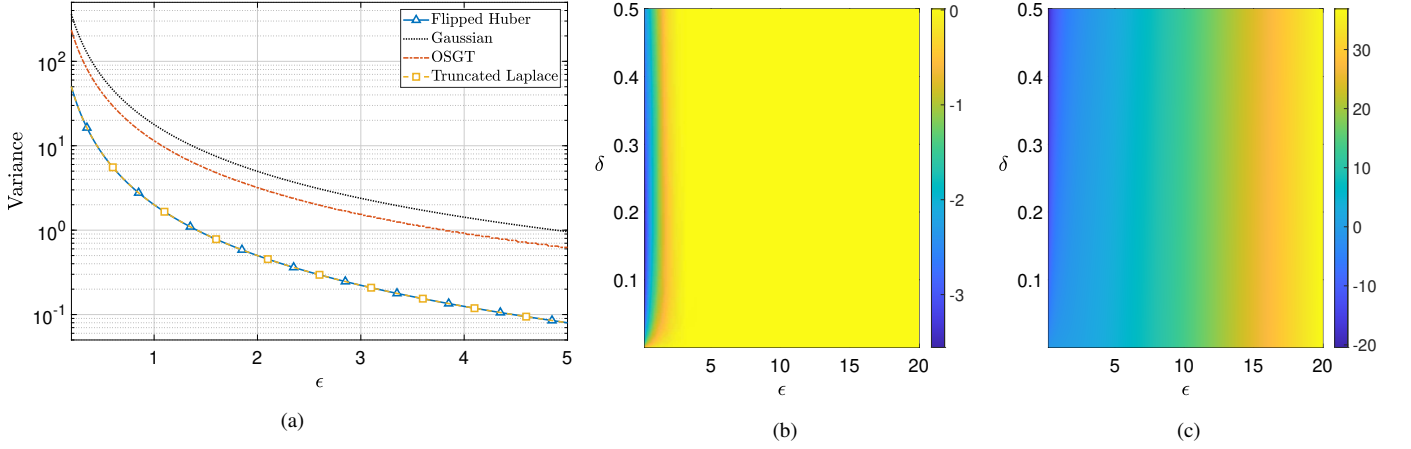 Flipped Huber
Gaussian
OSGT
Truncated Laplace
Variance
10^2
10^1
10^0
10^-1
1
2
3
4
5
ϵ
(a)
0.5
0.4
0.3
0.2
0.1
δ
5
10
15
20
ϵ
0
-1
-2
-3
(b)
0.5
0.4
0.3
0.2
0.1
δ
5
10
15
20
ϵ
30
20
10
0
-10
-20
(c)